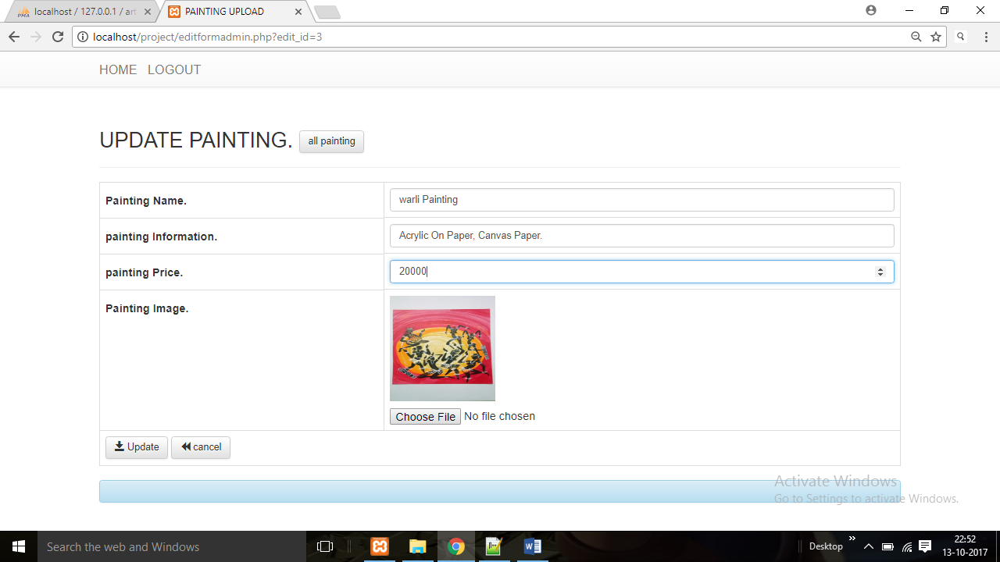 localhost / 127.0.0.1 / art
PAINTING UPLOAD
localhost/project/editformadmin.php?edit_id=3
HOME LOGOUT
UPDATE PAINTING. all painting
Painting Name. warli Painting
painting Information. Acrylic On Paper, Canvas Paper.
painting Price. 20000
Painting Image.
Choose File No file chosen
Update cancel
Activate Windows
Go to Settings to activate Windows.
Search the web and Windows
Desktop
22:52
13-10-2017